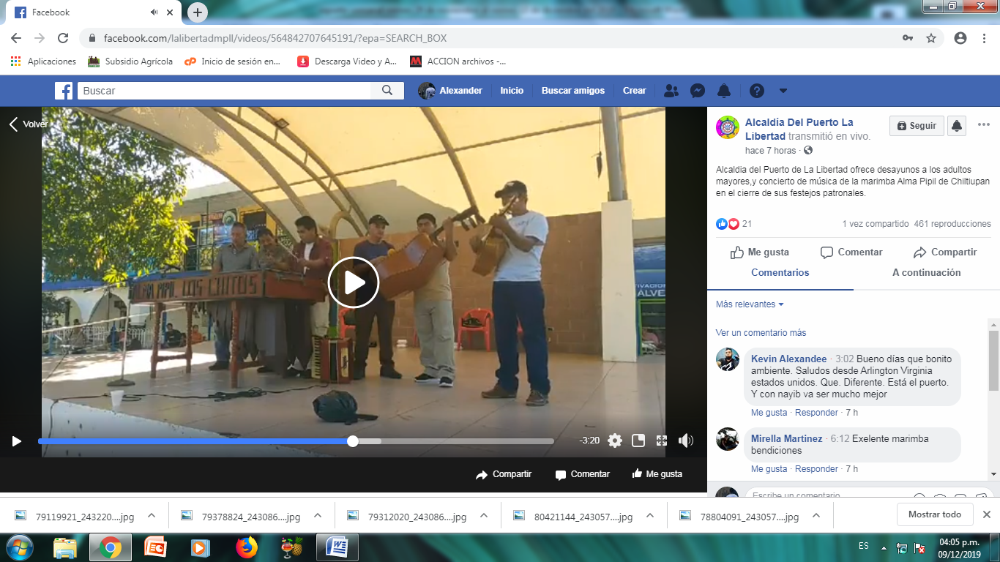 Facebook
facebook.com/lalibertadmpll/videos/564842707645191/?epa=SEARCH_BOX
Aplicaciones
Subsidio Agrícola
Inicio de sesión en...
Descarga Video y A...
ACCION archivos -...
Buscar
Alexander
Inicio
Buscar amigos
Crear
Volver
ALMA PIPIL LOS CHITOS
ALVE
-3:20
Compartir
Comentar
Me gusta
Alcaldía Del Puerto La
Libertad transmitió en vivo.
hace 7 horas ·
Seguir
Alcaldia del Puerto de La Libertad ofrece desayunos a los adultos
mayores,y concierto de música de la marimba Alma Pipil de Chiltiupan
en el cierre de sus festejos patronales.
21
1 vez compartido 461 reproducciones
Me gusta
Comentar
Compartir
Comentarios
A continuación
Más relevantes
Ver un comentario más
Kevin Alexandee · 3:02 Bueno días que bonito
ambiente. Saludos desde Arlington Virginia
estados unidos. Que. Diferente. Está el puerto.
Y con nayib va ser mucho mejor
Me gusta · Responder · 7 h
Mirella Martinez · 6:12 Exelente marimba
bendiciones
Me gusta · Responder · 7 h
Escribe un comentario
79119921_243220....jpg
79378824_243086....jpg
79312020_243086....jpg
80421144_243057....jpg
78804091_243057....jpg
Mostrar todo
ES
04:05 p.m.
09/12/2019